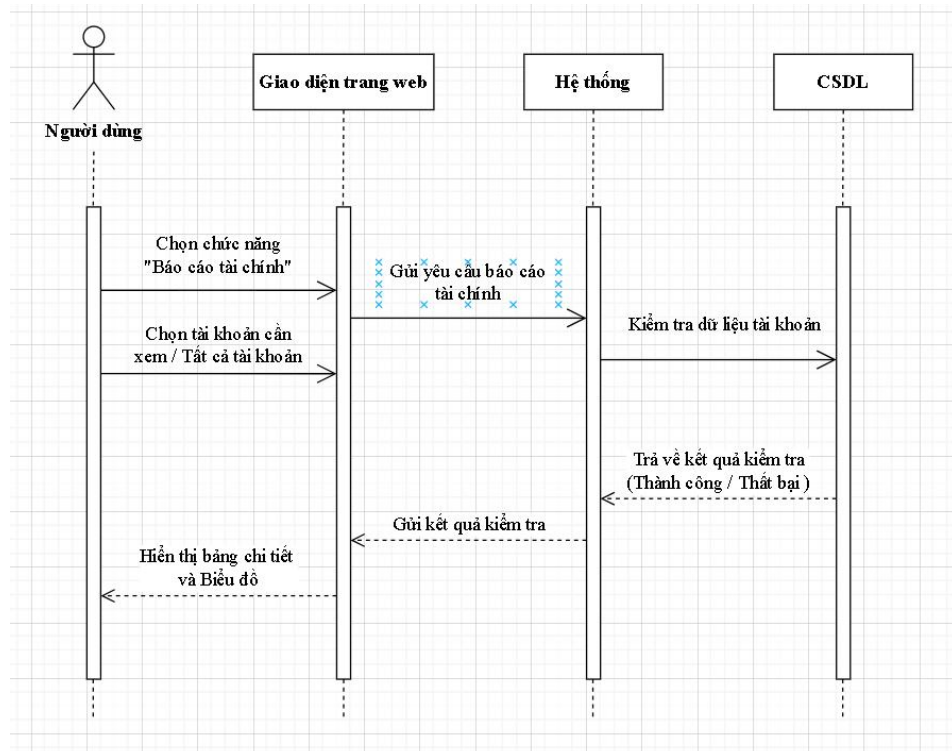 Giao diện trang web
Hệ thống
CSDL
Người dùng
Chọn chức năng
"Báo cáo tài chính"
Gửi yêu cầu báo cáo
tài chính
Kiểm tra dữ liệu tài khoản
Chọn tài khoản cần
xem / Tất cả tài khoản
Trả về kết quả kiểm tra
(Thành công / Thất bại )
Gửi kết quả kiểm tra
Hiển thị bảng chi tiết
và Biểu đồ